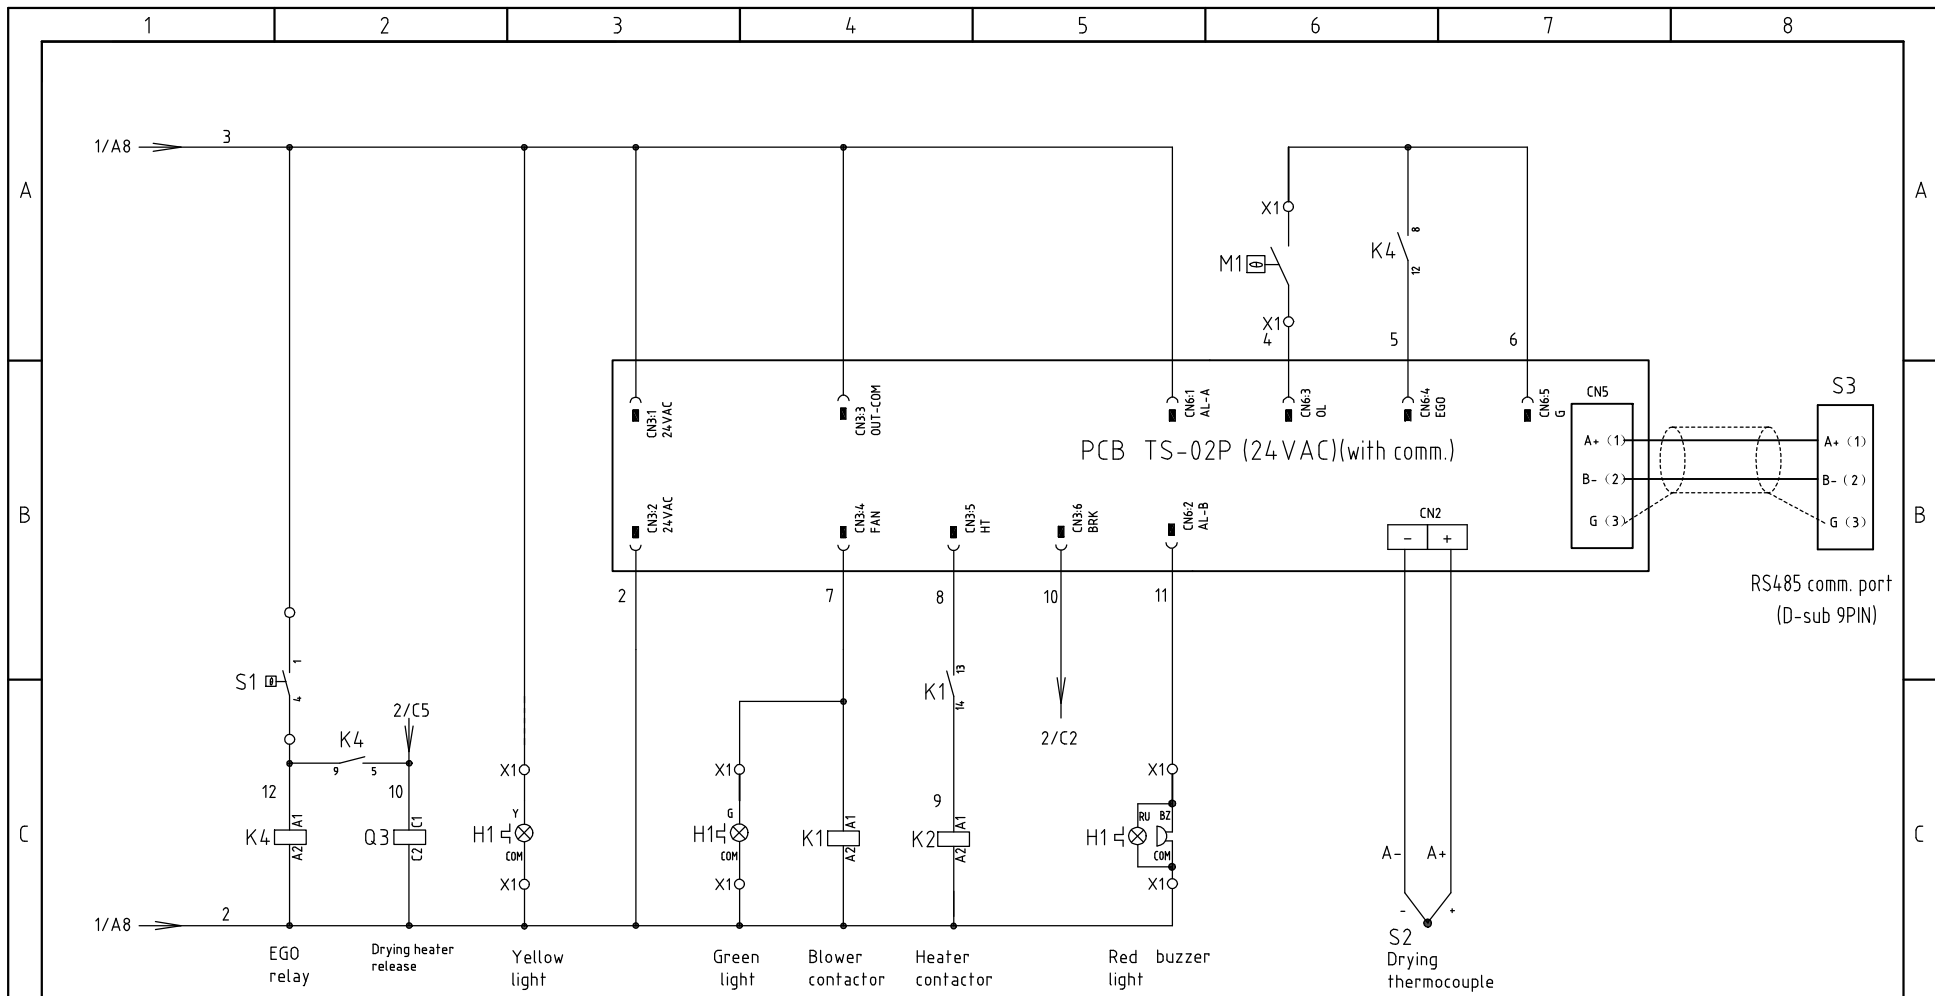 1 2 3 4 5 6 7 8
A A
1/A8 3
X1
M1 θ
K4 8 12
X1
4 5 6
CN3:1 24VAC
CN3:3 OUT-COM
CN6:1 AL-A
CN6:3 OL
CN6:4 EGO
CN6:5 G
CN5
S3
A+ (1) A+ (1)
PCB TS-02P (24VAC)(with comm.)
B- (2) B- (2)
G (3) G (3)
B B
CN3:2 24VAC
CN3:4 FAN
CN3:5 HT
CN3:6 BRK
CN6:2 AL-B
CN2
- +
RS485 comm. port
(D-sub 9PIN)
2 7 8 10 11
S1 1 4
K1 13 14
2/C5
2/C2
K4
9 5
X1 X1 X1
12 10 9
C C
K4 A1 A2
Q3 C1 C2
H1 Y COM
H1 G COM
K1 A1 A2
K2 A1 A2
H1 RU BZ COM
A- A+
X1 X1 X1
- +
1/A8 2
S2
Drying
thermocouple
EGO
relay
Drying heater
release
Yellow
light
Green
light
Blower
contactor
Heater
contactor
Red
light
buzzer